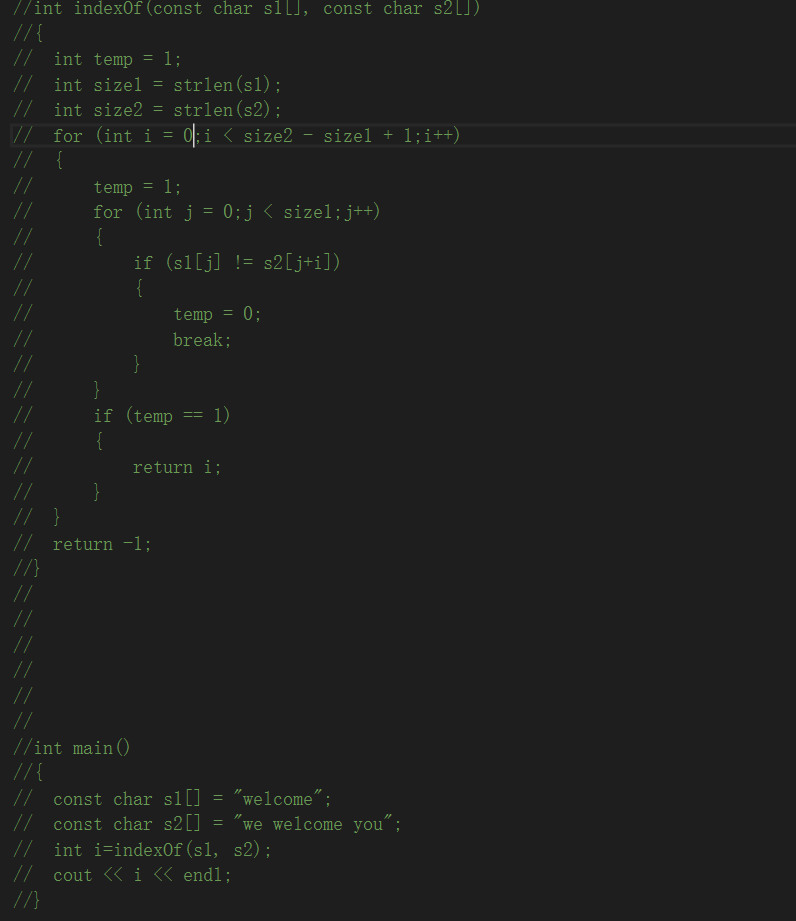 //int indexOf(const char s1[], const char s2[])
//{
//  int temp = 1;
//  int size1 = strlen(s1);
//  int size2 = strlen(s2);
//  for (int i = 0;i < size2 - size1 + 1;i++)
//  {
//      temp = 1;
//      for (int j = 0;j < size1;j++)
//      {
//          if (s1[j] != s2[j+i])
//          {
//              temp = 0;
//              break;
//          }
//      }
//      if (temp == 1)
//      {
//          return i;
//      }
//  }
//  return -1;
//}
//
//
//
//
//
//
//int main()
//{
//  const char s1[] = "welcome";
//  const char s2[] = "we welcome you";
//  int i=indexOf(s1, s2);
//  cout << i << endl;
//}